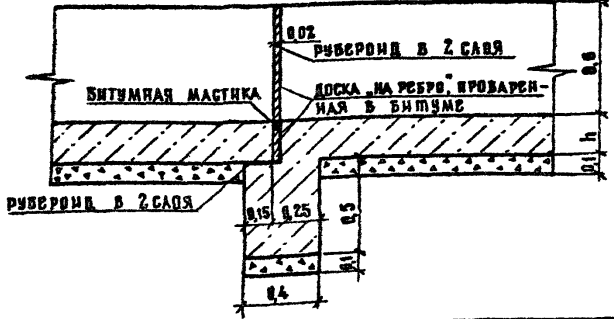 0,02
РУБЕРОИД В 2 СЛОЯ
0,6
БИТУМНАЯ МАСТИКА
ДОСКА „НА РЕБРО", ПРОВАРЕН-
НАЯ В БИТУМЕ
h
0,1
РУБЕРОИД В 2 СЛОЯ
0,15
0,25
0,5
0,1
0,4